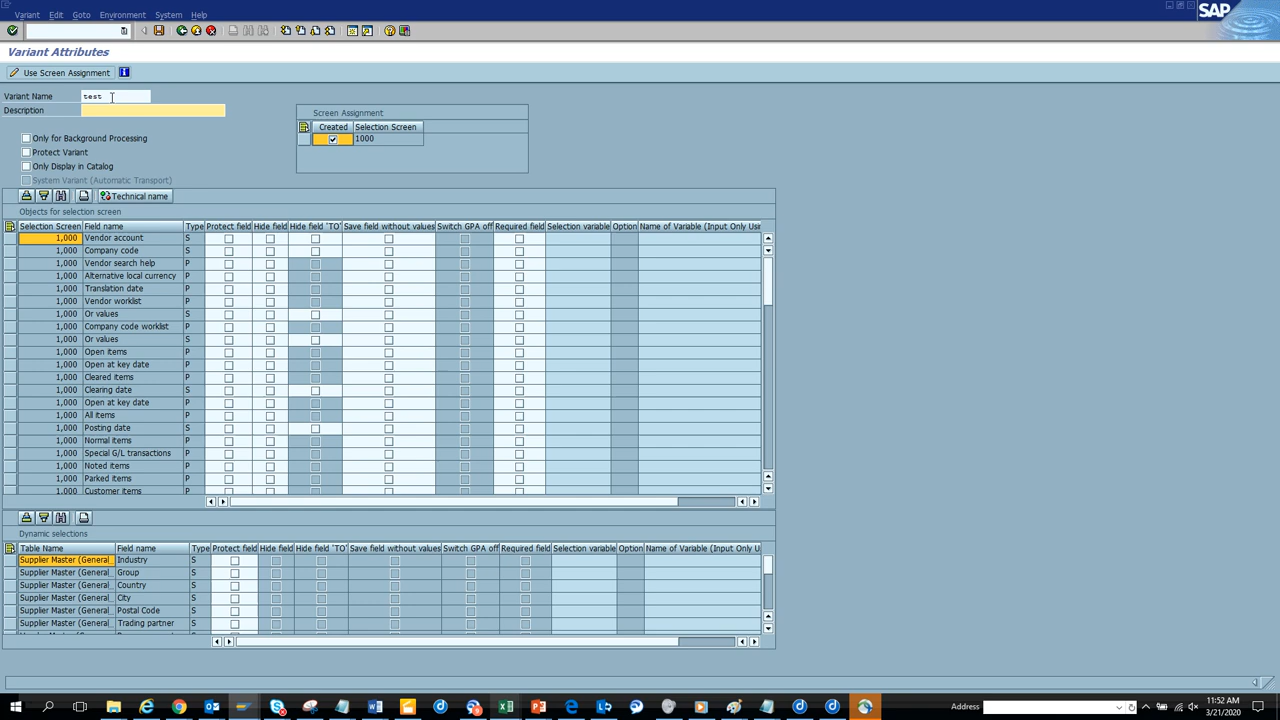 Variant Edit Goto Environment System Help
SAP
Variant Attributes
Use Screen Assignment
Variant Name test
Description
Screen Assignment
Created Selection Screen
1000
Only for Background Processing
Protect Variant
Only Display in Catalog
System Variant (Automatic Transport)
Technical name
Objects for selection screen
Selection Screen Field name Type Protect field Hide field Hide field 'TO' Save field without values Switch GPA off Required field Selection variable Option Name of Variable (Input Only Usin
1,000 Vendor account S
1,000 Company code S
1,000 Vendor search help P
1,000 Alternative local currency P
1,000 Translation date P
1,000 Vendor worklist P
1,000 Or values S
1,000 Company code worklist P
1,000 Or values S
1,000 Open items P
1,000 Open at key date P
1,000 Cleared items P
1,000 Clearing date S
1,000 Open at key date P
1,000 All items P
1,000 Posting date S
1,000 Normal items P
1,000 Special G/L transactions P
1,000 Noted items P
1,000 Parked items P
1,000 Customer items P
Dynamic selections
Table Name Field name Type Protect field Hide field Hide field 'TO' Save field without values Switch GPA off Required field Selection variable Option Name of Variable (Input Only U
Supplier Master (General_ Industry S
Supplier Master (General_ Group S
Supplier Master (General_ Country S
Supplier Master (General_ City S
Supplier Master (General_ Postal Code S
Supplier Master (General_ Trading partner S
Address
11:52 AM
3/21/2020